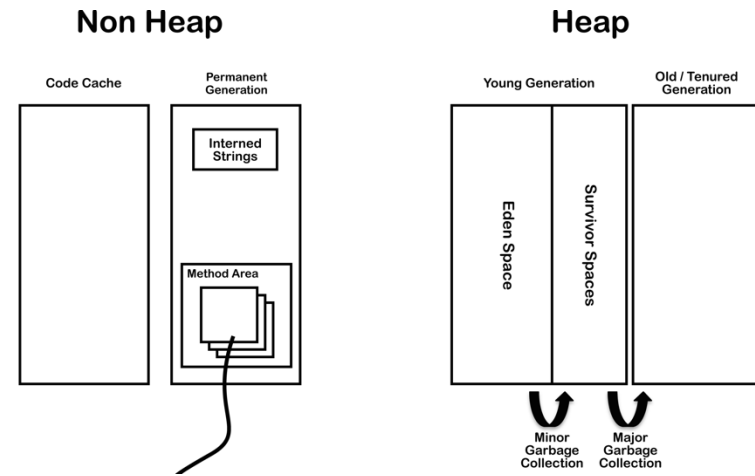 Non Heap
Heap
Code Cache
Permanent
Generation
Young Generation
Old / Tenured
Generation
Interned
Strings
Method Area
Eden Space
Survivor Spaces
Minor
Garbage
Collection
Major
Garbage
Collection